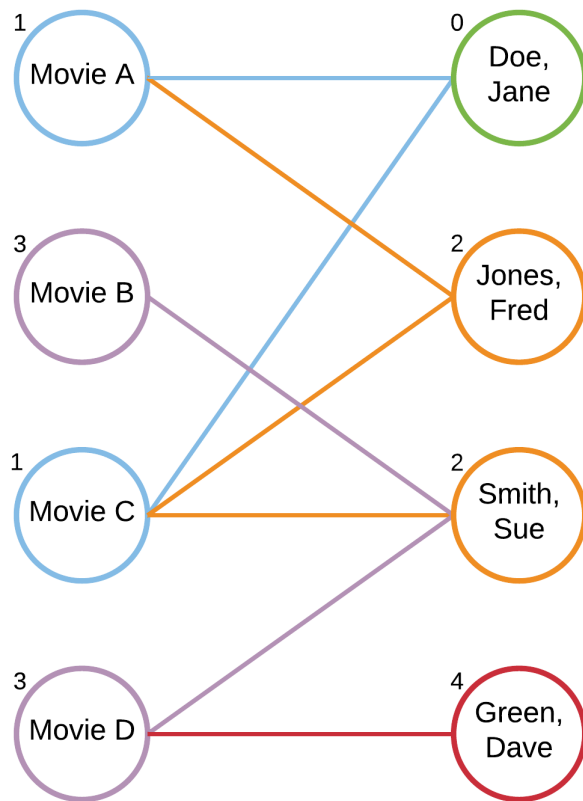 1
Movie A
0
Doe,
Jane
3
Movie B
2
Jones,
Fred
1
Movie C
2
Smith,
Sue
3
Movie D
4
Green,
Dave